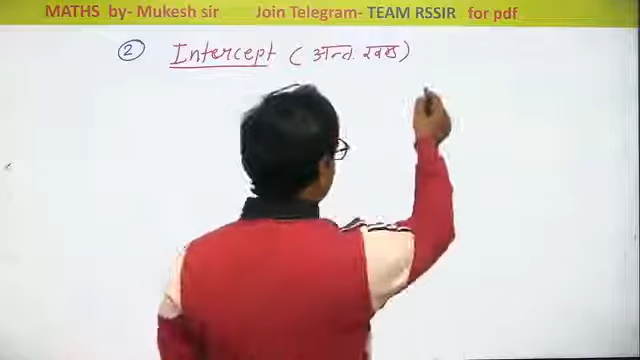 MATHS by- Mukesh sir Join Telegram- TEAM RSSIR for pdf
② Intercept (अन्तः खण्ड)